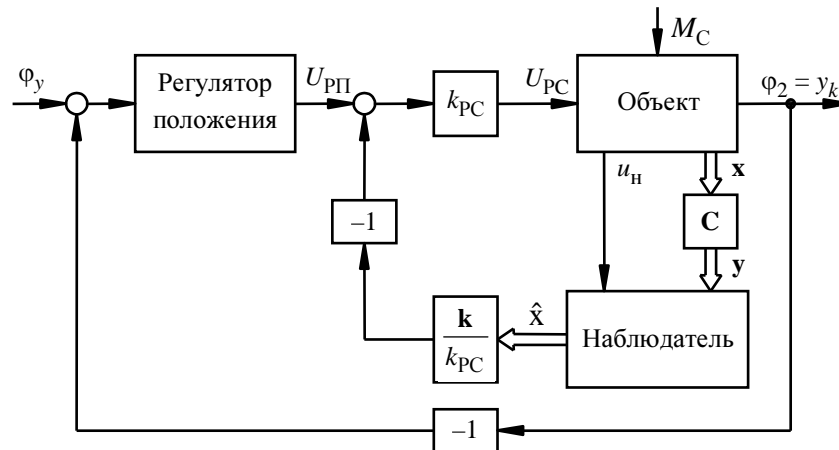 M_C
φ_y
Регулятор
положения
U_РП
k_РС
U_РС
Объект
φ_2 = y_k
u_н
x
–1
C
y
k
k_РС
x̂
Наблюдатель
–1